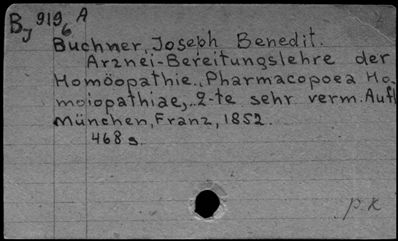 Bj 919/6 A
Buchner, Joseph Benedit.
Arznei-Bereitungslehre der
Homöopathie., Pharmacopoea Ho
moiopathiae,. 2-te sehr verm. Aufl
München, Franz, 1852.
468 s.
p.k